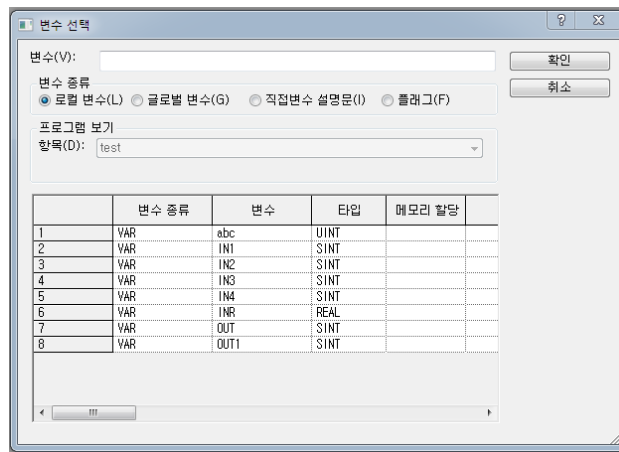 변수 선택
변수(V):
확인
변수 종류
취소
로컬 변수(L) 글로벌 변수(G) 직접변수 설명문(I) 플래그(F)
프로그램 보기
항목(D): test
변수 종류 변수 타입 메모리 할당
1 VAR abc UINT
2 VAR IN1 SINT
3 VAR IN2 SINT
4 VAR IN3 SINT
5 VAR IN4 SINT
6 VAR INR REAL
7 VAR OUT SINT
8 VAR OUT1 SINT